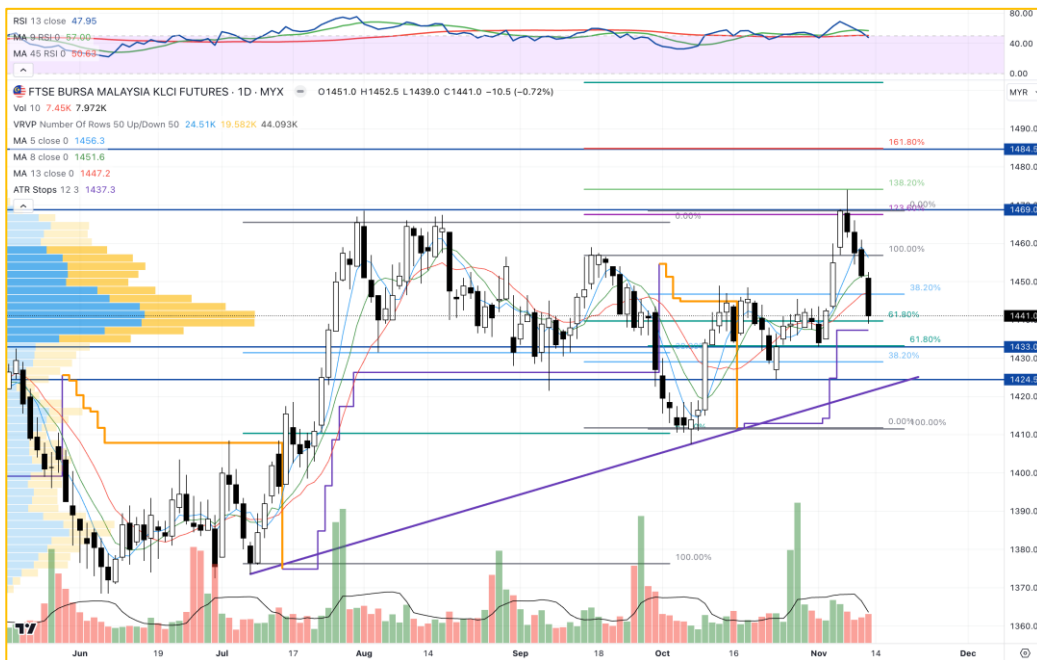 RSI 13 close 47.95
80.00
MA 9 RSI 0 57.00
40.00
MA 45 RSI 0 50.63
0.00
FTSE BURSA MALAYSIA KLCI FUTURES · 1D · MYX O1451.0 H1452.5 L1439.0 C1441.0 −10.5 (−0.72%)
MYR
Vol 10 7.45K 7.972K
VRVP Number Of Rows 50 Up/Down 50 24.51K 19.582K 44.093K
MA 5 close 0 1456.3
1490.0
MA 8 close 0 1451.6
161.80%
1484.5
MA 13 close 0 1447.2
1480.0
ATR Stops 12 3 1437.3
138.20%
0.00%
1469.0
123.60%
0.00%
1460.0
100.00%
1450.0
38.20%
61.80%
1441.0
61.80%
1433.0
38.20%
1430.0
1424.5
1420.0
0.00%
100.00%
1410.0
1400.0
1390.0
1380.0
100.00%
1370.0
1360.0
Jun 19 Jul 17 Aug 14 Sep 18 Oct 16 Nov 14 Dec